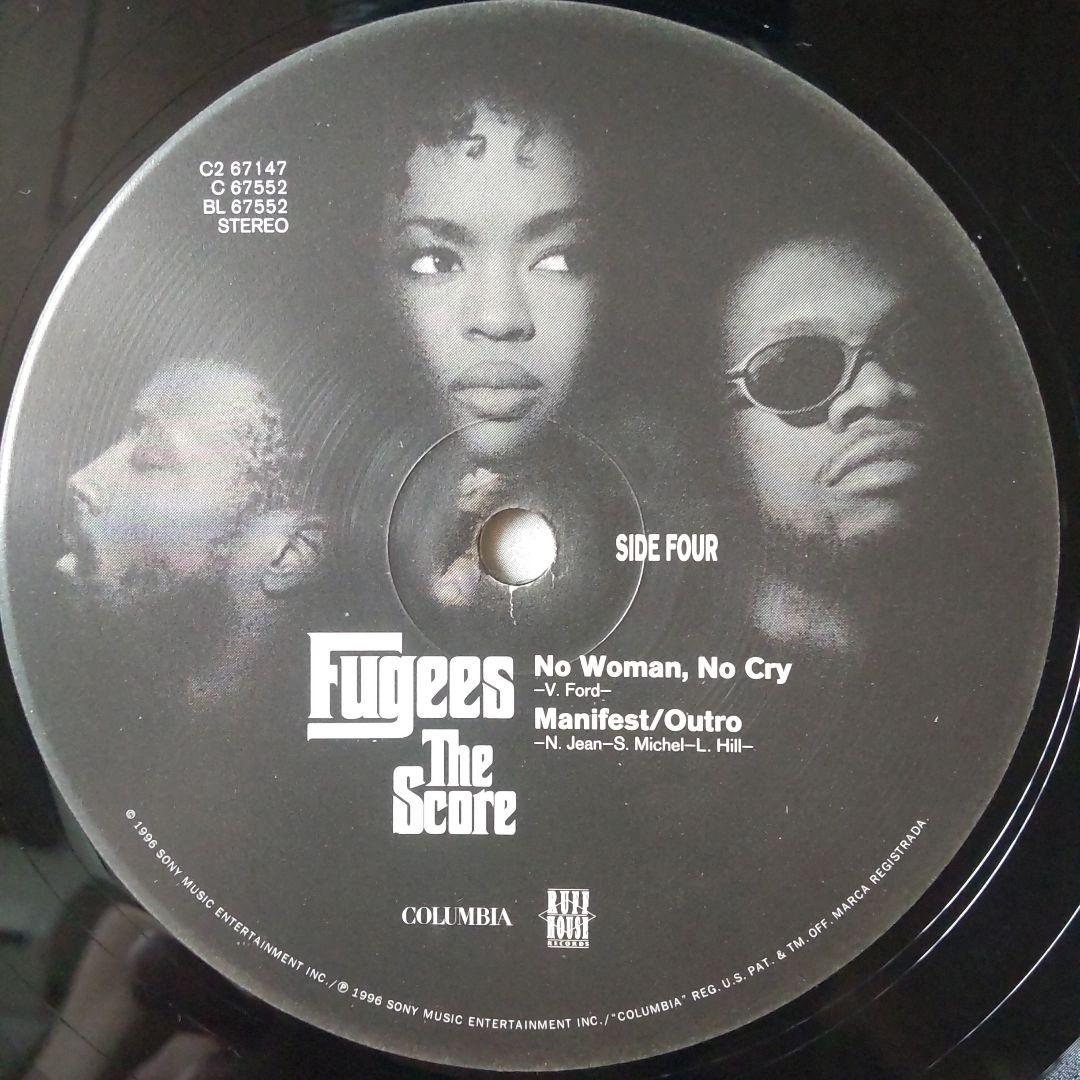 C2 67147
C 67552
BL 67552
STEREO
SIDE FOUR
Fugees
The
Score
No Woman, No Cry
–V. Ford–
Manifest/Outro
–N. Jean–S. Michel–L. Hill–
COLUMBIA
RUFF
HOUSE
RECORDS
© 1996 SONY MUSIC ENTERTAINMENT INC./℗ 1996 SONY MUSIC ENTERTAINMENT INC./"COLUMBIA" REG. U.S. PAT. & TM. OFF. MARCA REGISTRADA.